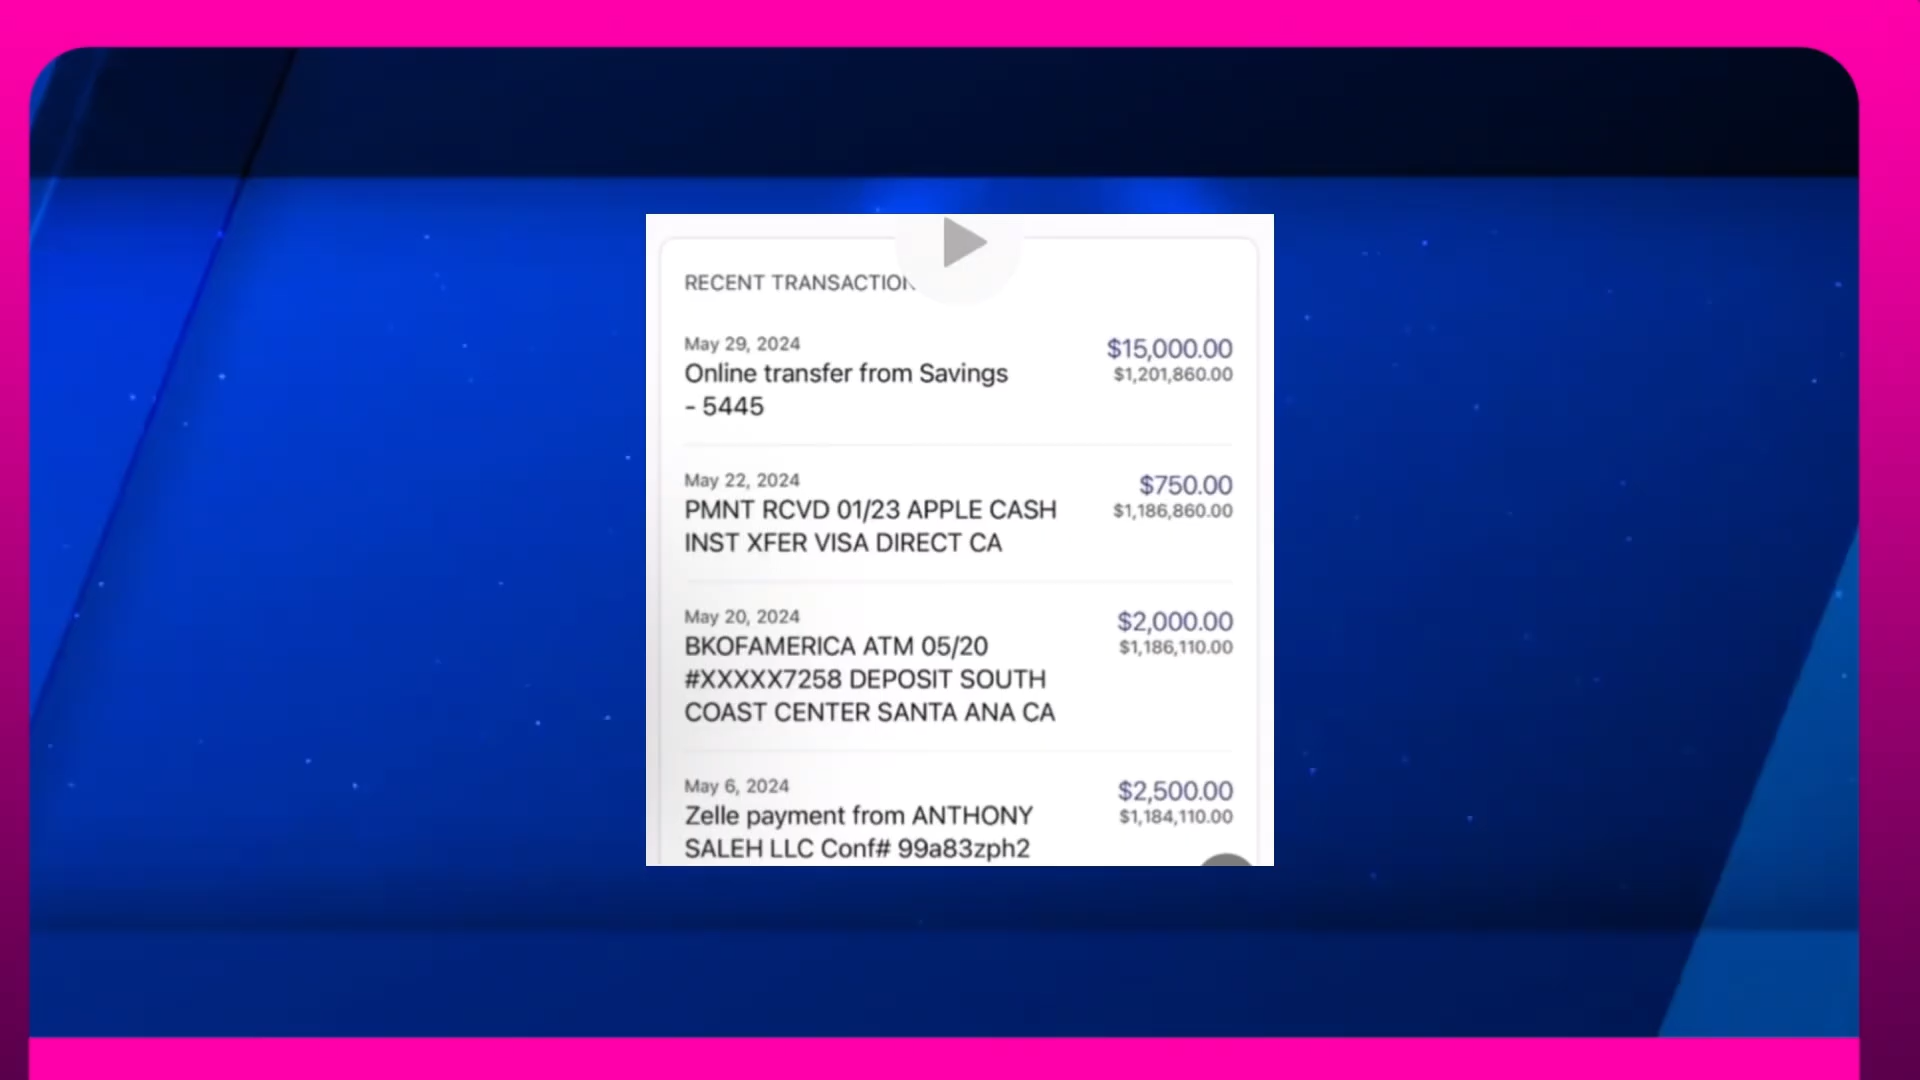 RECENT TRANSACTION
May 29, 2024
$15,000.00
Online transfer from Savings
$1,201,860.00
- 5445
May 22, 2024
$750.00
PMNT RCVD 01/23 APPLE CASH
$1,186,860.00
INST XFER VISA DIRECT CA
May 20, 2024
$2,000.00
BKOFAMERICA ATM 05/20
$1,186,110.00
#XXXXX7258 DEPOSIT SOUTH
COAST CENTER SANTA ANA CA
May 6, 2024
$2,500.00
Zelle payment from ANTHONY
$1,184,110.00
SALEH LLC Conf# 99a83zph2